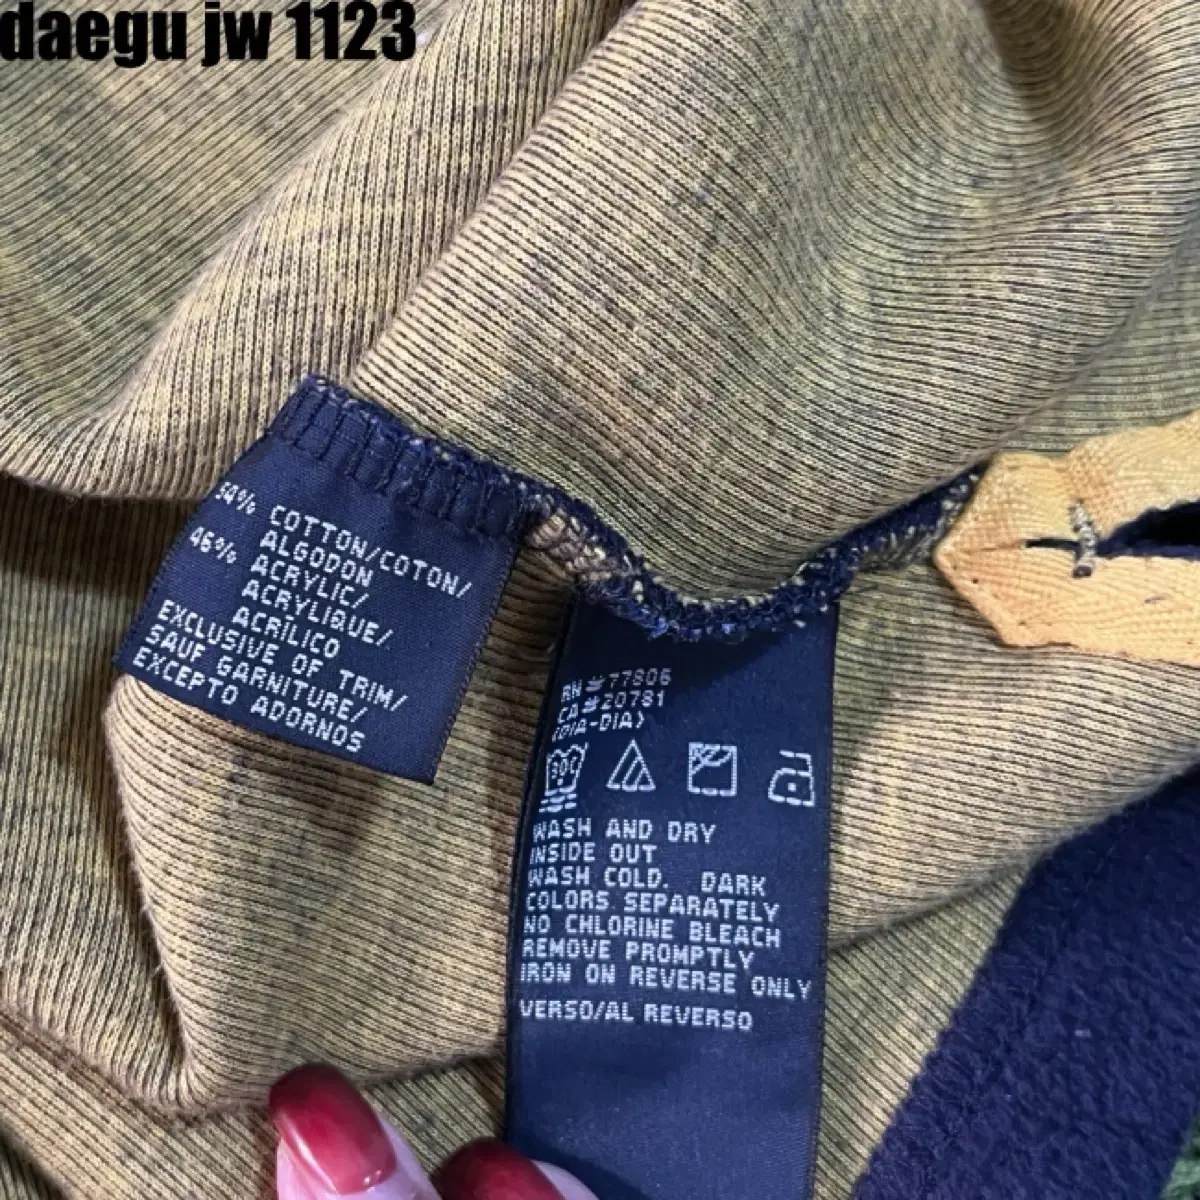 daegu jw 1123
54% COTTON/COTON/
ALGODON
46% ACRYLIC/
ACRYLIQUE/
ACRÍLICO
EXCLUSIVE OF TRIM/
SAUF GARNITURE/
EXCEPTO ADORNOS
RN #77806
CA #20781
(DIA-DIA)
30C
WASH AND DRY
INSIDE OUT
WASH COLD. DARK
COLORS SEPARATELY
NO CHLORINE BLEACH
REMOVE PROMPTLY
IRON ON REVERSE ONLY
VERSO/AL REVERSO